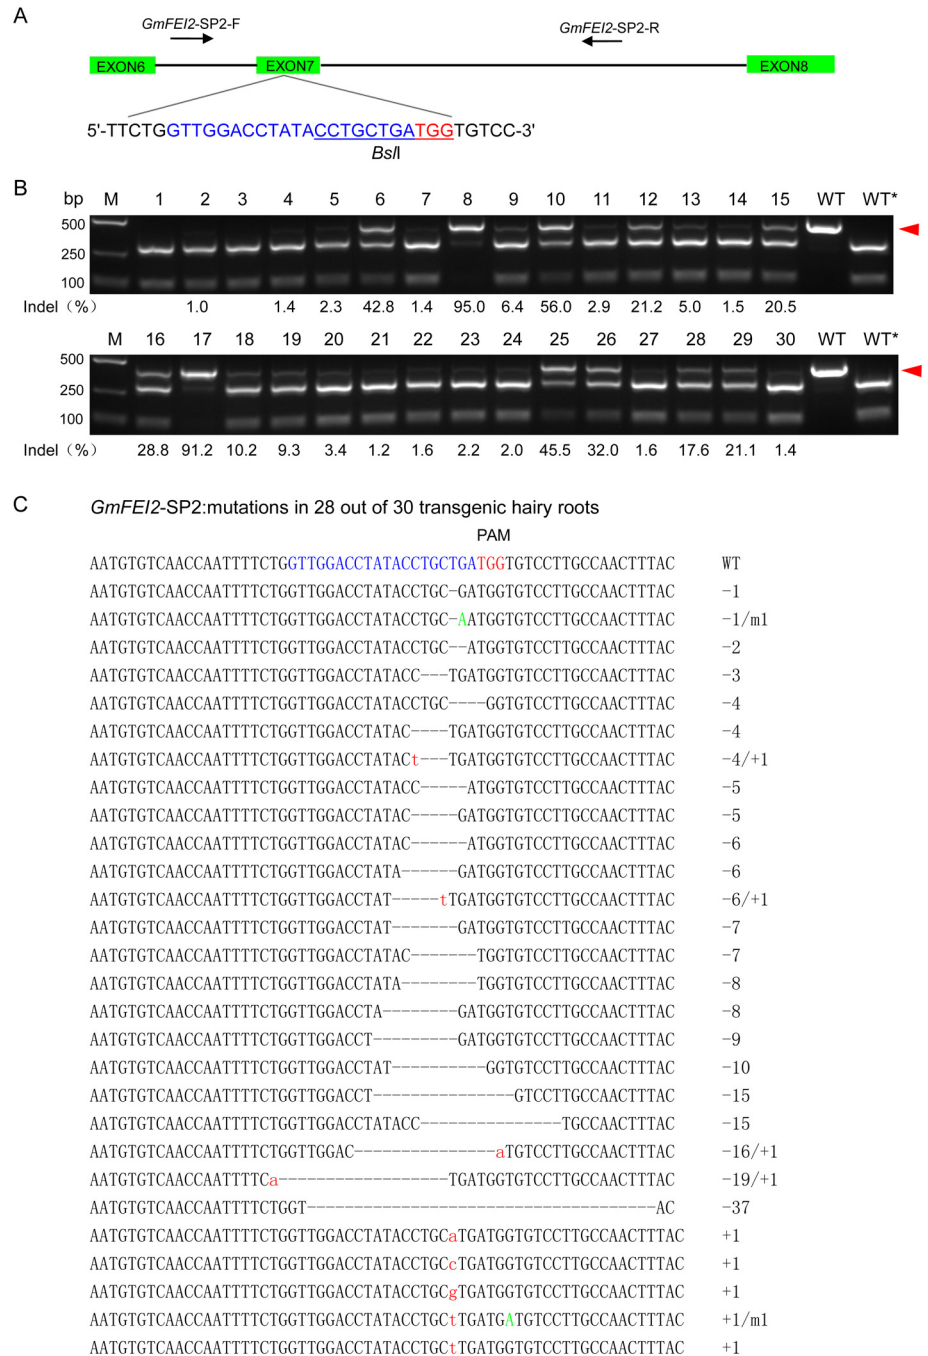 A
GmFEI2-SP2-F
GmFEI2-SP2-R
EXON6
EXON7
EXON8
5'-TTCTGGTTGGACCTATACCTGCTGATGGTGTCC-3'
BslI
B
bp M 1 2 3 4 5 6 7 8 9 10 11 12 13 14 15 WT WT*
500
250
100
Indel (%) 1.0 1.4 2.3 42.8 1.4 95.0 6.4 56.0 2.9 21.2 5.0 1.5 20.5
M 16 17 18 19 20 21 22 23 24 25 26 27 28 29 30 WT WT*
500
250
100
Indel (%) 28.8 91.2 10.2 9.3 3.4 1.2 1.6 2.2 2.0 45.5 32.0 1.6 17.6 21.1 1.4
C GmFEI2-SP2:mutations in 28 out of 30 transgenic hairy roots
PAM
AATGTGTCAACCAATTTTCTGGTTGGACCTATACCTGCTGATGGTGTCCTTGCCAACTTTAC WT
AATGTGTCAACCAATTTTCTGGTTGGACCTATACCTGC-GATGGTGTCCTTGCCAACTTTAC -1
AATGTGTCAACCAATTTTCTGGTTGGACCTATACCTGC-AATGGTGTCCTTGCCAACTTTAC -1/m1
AATGTGTCAACCAATTTTCTGGTTGGACCTATACCTGC--ATGGTGTCCTTGCCAACTTTAC -2
AATGTGTCAACCAATTTTCTGGTTGGACCTATACC---TGATGGTGTCCTTGCCAACTTTAC -3
AATGTGTCAACCAATTTTCTGGTTGGACCTATACCTGC----GGTGTCCTTGCCAACTTTAC -4
AATGTGTCAACCAATTTTCTGGTTGGACCTATAC----TGATGGTGTCCTTGCCAACTTTAC -4
AATGTGTCAACCAATTTTCTGGTTGGACCTATACt---TGATGGTGTCCTTGCCAACTTTAC -4/+1
AATGTGTCAACCAATTTTCTGGTTGGACCTATACC-----ATGGTGTCCTTGCCAACTTTAC -5
AATGTGTCAACCAATTTTCTGGTTGGACCTATAC-----GATGGTGTCCTTGCCAACTTTAC -5
AATGTGTCAACCAATTTTCTGGTTGGACCTATAC------ATGGTGTCCTTGCCAACTTTAC -6
AATGTGTCAACCAATTTTCTGGTTGGACCTATA------GATGGTGTCCTTGCCAACTTTAC -6
AATGTGTCAACCAATTTTCTGGTTGGACCTAT-----tTGATGGTGTCCTTGCCAACTTTAC -6/+1
AATGTGTCAACCAATTTTCTGGTTGGACCTAT-------GATGGTGTCCTTGCCAACTTTAC -7
AATGTGTCAACCAATTTTCTGGTTGGACCTATAC-------TGGTGTCCTTGCCAACTTTAC -7
AATGTGTCAACCAATTTTCTGGTTGGACCTATA--------TGGTGTCCTTGCCAACTTTAC -8
AATGTGTCAACCAATTTTCTGGTTGGACCTA--------GATGGTGTCCTTGCCAACTTTAC -8
AATGTGTCAACCAATTTTCTGGTTGGACCT---------GATGGTGTCCTTGCCAACTTTAC -9
AATGTGTCAACCAATTTTCTGGTTGGACCTAT----------GGTGTCCTTGCCAACTTTAC -10
AATGTGTCAACCAATTTTCTGGTTGGACCT---------------GTCCTTGCCAACTTTAC -15
AATGTGTCAACCAATTTTCTGGTTGGACCTATACC---------------TGCCAACTTTAC -15
AATGTGTCAACCAATTTTCTGGTTGGAC---------------aTGTCCTTGCCAACTTTAC -16/+1
AATGTGTCAACCAATTTTCa------------------TGATGGTGTCCTTGCCAACTTTAC -19/+1
AATGTGTCAACCAATTTTCTGGT-------------------------------------AC -37
AATGTGTCAACCAATTTTCTGGTTGGACCTATACCTGCaTGATGGTGTCCTTGCCAACTTTAC +1
AATGTGTCAACCAATTTTCTGGTTGGACCTATACCTGCcTGATGGTGTCCTTGCCAACTTTAC +1
AATGTGTCAACCAATTTTCTGGTTGGACCTATACCTGCgTGATGGTGTCCTTGCCAACTTTAC +1
AATGTGTCAACCAATTTTCTGGTTGGACCTATACCTGCtTGATGATGTCCTTGCCAACTTTAC +1/m1
AATGTGTCAACCAATTTTCTGGTTGGACCTATACCTGCtTGATGGTGTCCTTGCCAACTTTAC +1